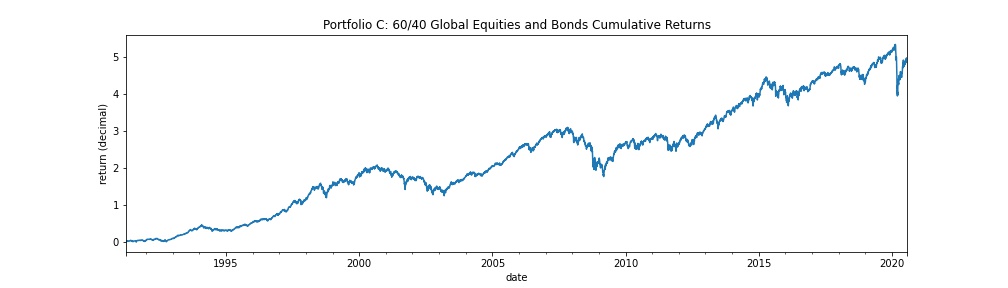 Portfolio C: 60/40 Global Equities and Bonds Cumulative Returns
5
4
3
2
1
0
return (decimal)
1995 2000 2005 2010 2015 2020
date